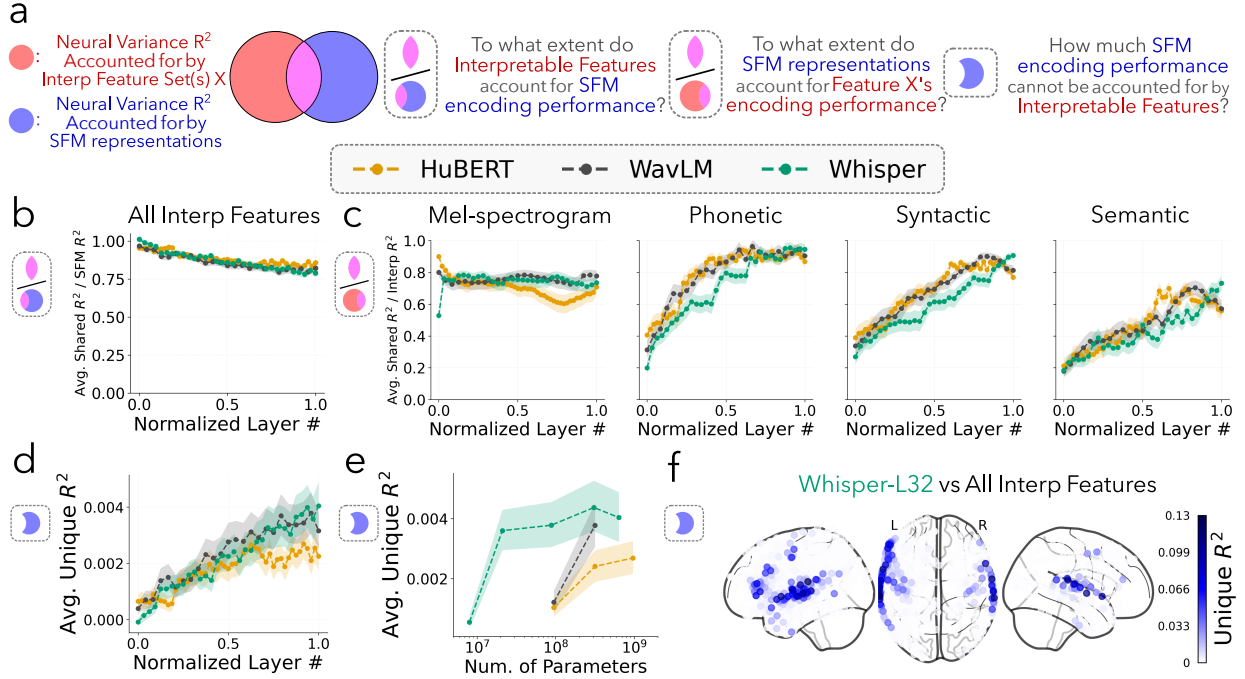 a
Neural Variance R²
Accounted for by
Interp Feature Set(s) X
Neural Variance R²
Accounted for by
SFM representations
To what extent do
Interpretable Features
account for SFM
encoding performance?
To what extent do
SFM representations
account for Feature X's
encoding performance?
How much SFM
encoding performance
cannot be accounted for by
Interpretable Features?
HuBERT
WavLM
Whisper
b
All Interp Features
Avg. Shared R² / SFM R²
1.00
0.75
0.50
0.25
0.00
0.0
0.5
1.0
Normalized Layer #
c
Mel-spectrogram
Phonetic
Syntactic
Semantic
Avg. Shared R² / Interp R²
1.0
0.8
0.6
0.4
0.2
0.0
0.0
0.5
1.0
Normalized Layer #
0.0
0.5
1.0
Normalized Layer #
0.0
0.5
1.0
Normalized Layer #
0.0
0.5
1.0
Normalized Layer #
d
Avg. Unique R²
0.004
0.002
0.000
0.0
0.5
1.0
Normalized Layer #
e
Avg. Unique R²
0.004
0.002
10⁷
10⁸
10⁹
Num. of Parameters
f
Whisper-L32 vs All Interp Features
L
R
0.13
0.099
0.066
0.033
0
Unique R²